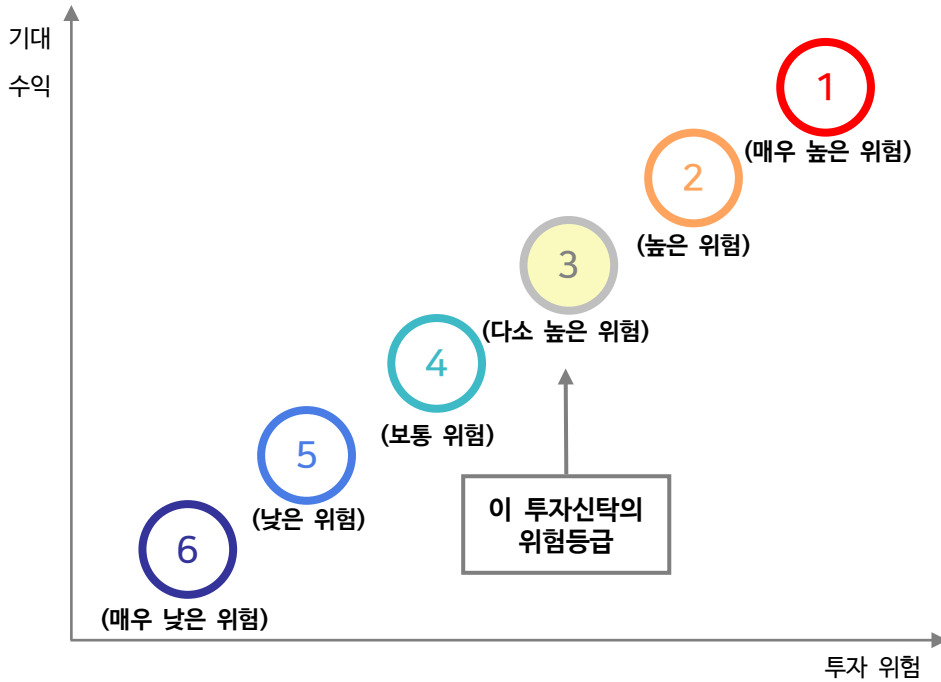 기대
수익
1
(매우 높은 위험)
2
(높은 위험)
3
(다소 높은 위험)
4
(보통 위험)
5
(낮은 위험)
이 투자신탁의
위험등급
6
(매우 낮은 위험)
투자 위험